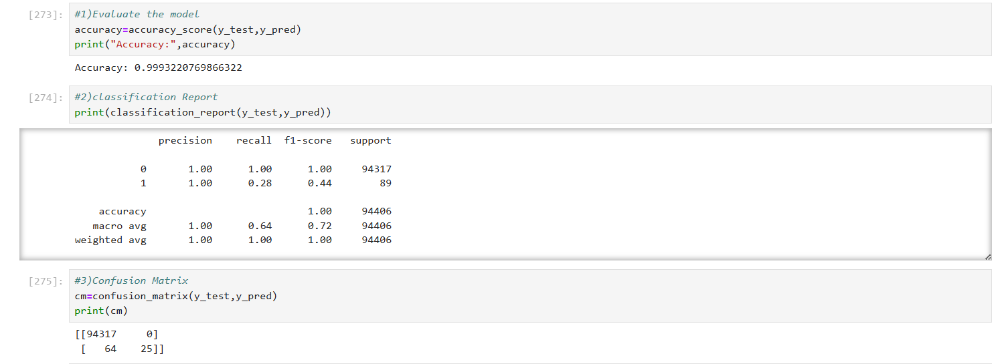 [273]: #1)Evaluate the model
accuracy=accuracy_score(y_test,y_pred)
print("Accuracy:",accuracy)
Accuracy: 0.9993220769866322
[274]: #2)classification Report
print(classification_report(y_test,y_pred))
precision recall f1-score support
0 1.00 1.00 1.00 94317
1 1.00 0.28 0.44 89
accuracy 1.00 94406
macro avg 1.00 0.64 0.72 94406
weighted avg 1.00 1.00 1.00 94406
[275]: #3)Confusion Matrix
cm=confusion_matrix(y_test,y_pred)
print(cm)
[[94317 0]
[ 64 25]]